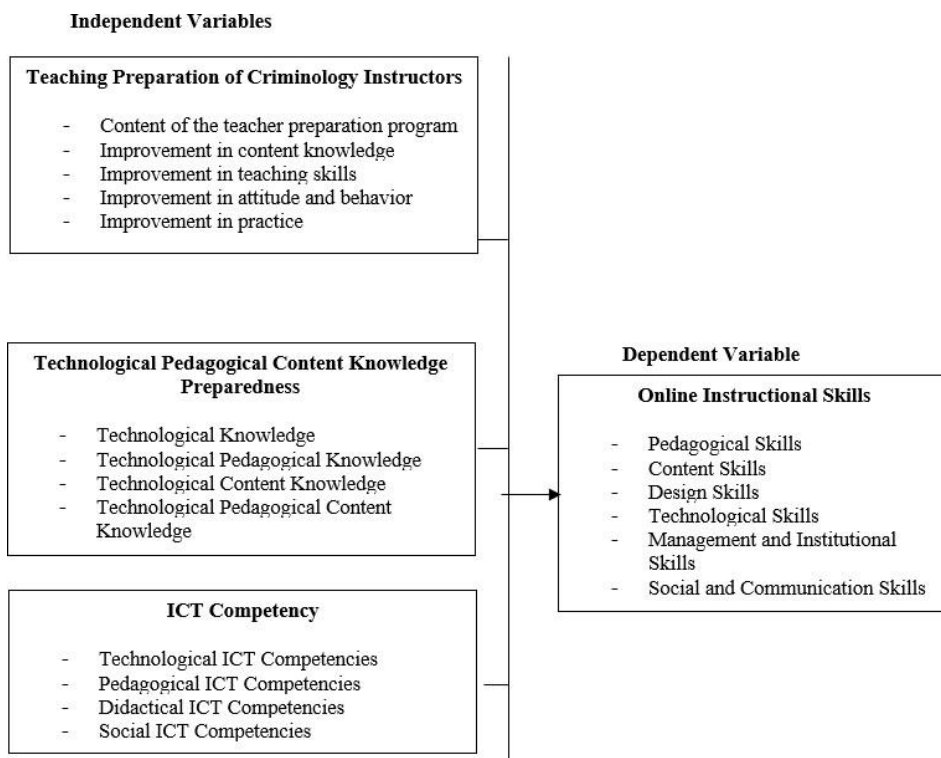 Independent Variables
Teaching Preparation of Criminology Instructors
- Content of the teacher preparation program
- Improvement in content knowledge
- Improvement in teaching skills
- Improvement in attitude and behavior
- Improvement in practice
Technological Pedagogical Content Knowledge
Preparedness
- Technological Knowledge
- Technological Pedagogical Knowledge
- Technological Content Knowledge
- Technological Pedagogical Content
Knowledge
ICT Competency
- Technological ICT Competencies
- Pedagogical ICT Competencies
- Didactical ICT Competencies
- Social ICT Competencies
Dependent Variable
Online Instructional Skills
- Pedagogical Skills
- Content Skills
- Design Skills
- Technological Skills
- Management and Institutional
Skills
- Social and Communication Skills